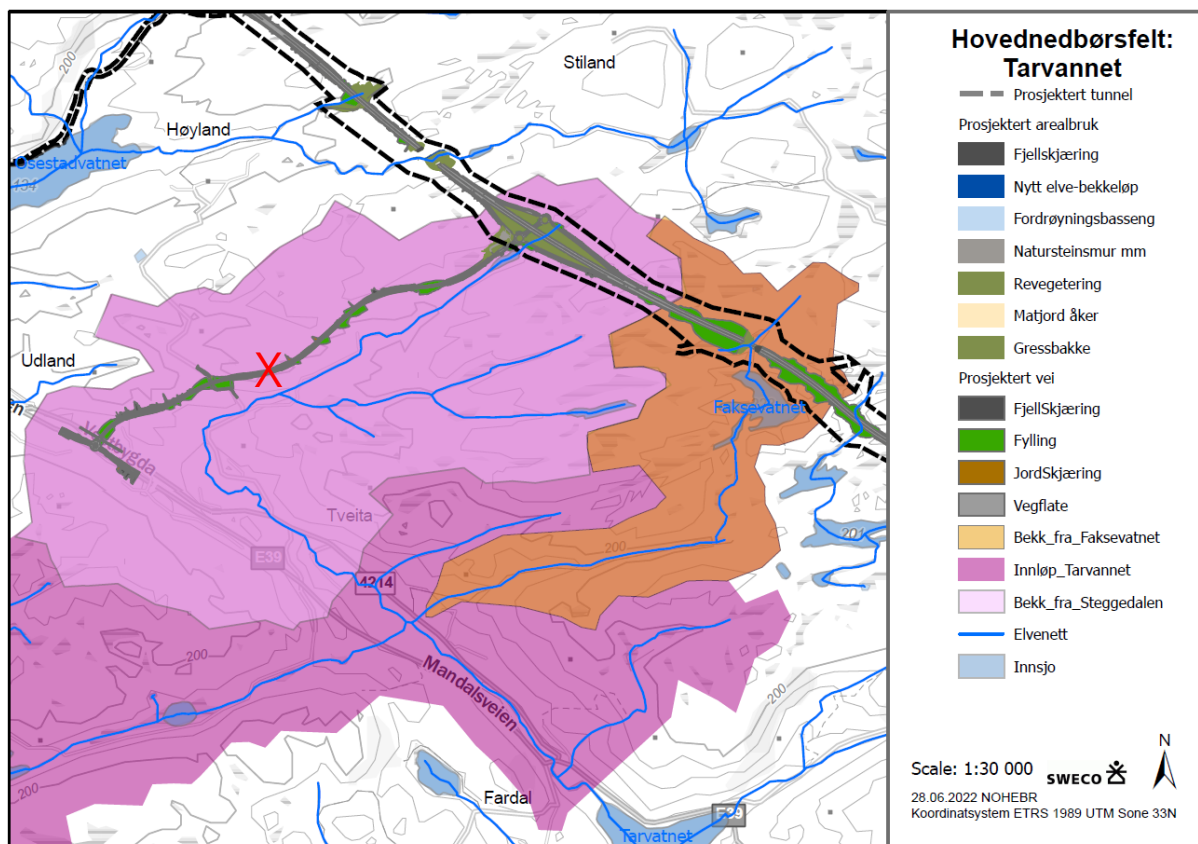 Stiland
Høyland
Osestadvatnet
200
Udland
Faksevatnet
Vestbygda
Tveita
E39
4214
200
201
200
Mandalsveien
200
200
Fardal
E39
Tarvatnet
X
Hovednedbørsfelt:
Tarvannet
Prosjektert tunnel
Prosjektert arealbruk
Fjellskjæring
Nytt elve-bekkeløp
Fordrøyningsbasseng
Natursteinsmur mm
Revegetering
Matjord åker
Gressbakke
Prosjektert vei
FjellSkjæring
Fylling
JordSkjæring
Vegflate
Bekk_fra_Faksevatnet
Innløp_Tarvannet
Bekk_fra_Steggedalen
Elvenett
Innsjo
N
Scale: 1:30 000 SWECO
28.06.2022 NOHEBR
Koordinatsystem ETRS 1989 UTM Sone 33N